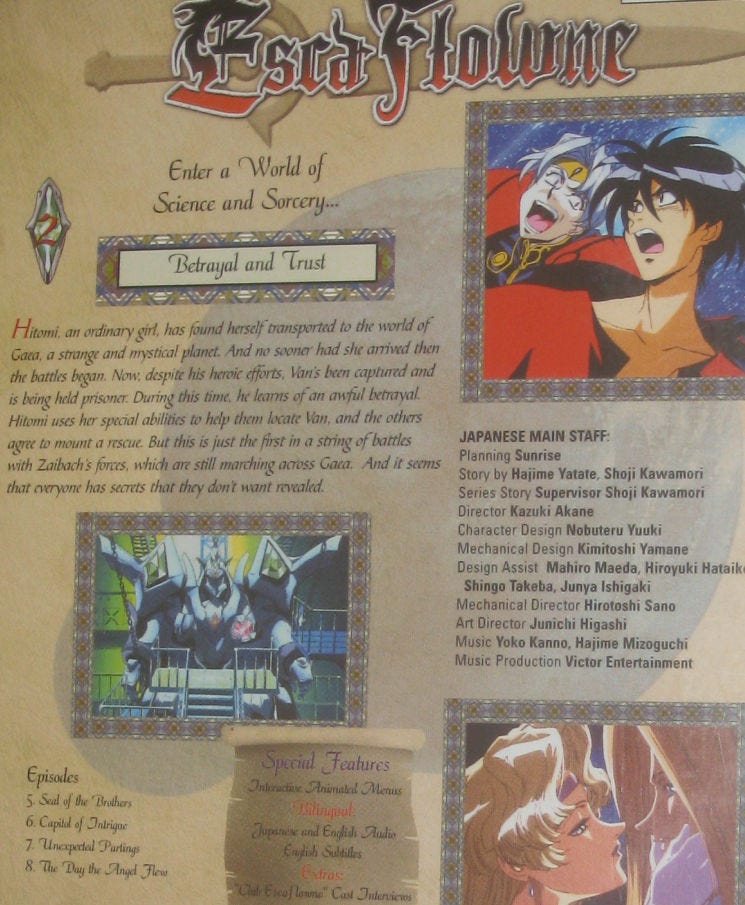 EscaFlowne
Enter a World of
Science and Sorcery...
2
Betrayal and Trust
Hitomi, an ordinary girl, has found herself transported to the world of
Gaea, a strange and mystical planet. And no sooner had she arrived then
the battles began. Now, despite his heroic efforts, Van's been captured and
is being held prisoner. During this time, he learns of an awful betrayal.
Hitomi uses her special abilities to help them locate Van, and the others
agree to mount a rescue. But this is just the first in a string of battles
with Zaibach's forces, which are still marching across Gaea. And it seems
that everyone has secrets that they don't want revealed.
JAPANESE MAIN STAFF:
Planning Sunrise
Story by Hajime Yatate, Shoji Kawamori
Series Story Supervisor Shoji Kawamori
Director Kazuki Akane
Character Design Nobuteru Yuuki
Mechanical Design Kimitoshi Yamane
Design Assist Mahiro Maeda, Hiroyuki Hataik
Shingo Takeba, Junya Ishigaki
Mechanical Director Hirotoshi Sano
Art Director Junichi Higashi
Music Yoko Kanno, Hajime Mizoguchi
Music Production Victor Entertainment
Episodes
5. Seal of the Brothers
6. Capitol of Intrigue
7. Unexpected Partings
8. The Day the Angel Flew
Special Features
Interactive Animated Menus
Bilingual:
Japanese and English Audio
English Subtitles
Extras:
"Club Escaflowne" Cast Interviews